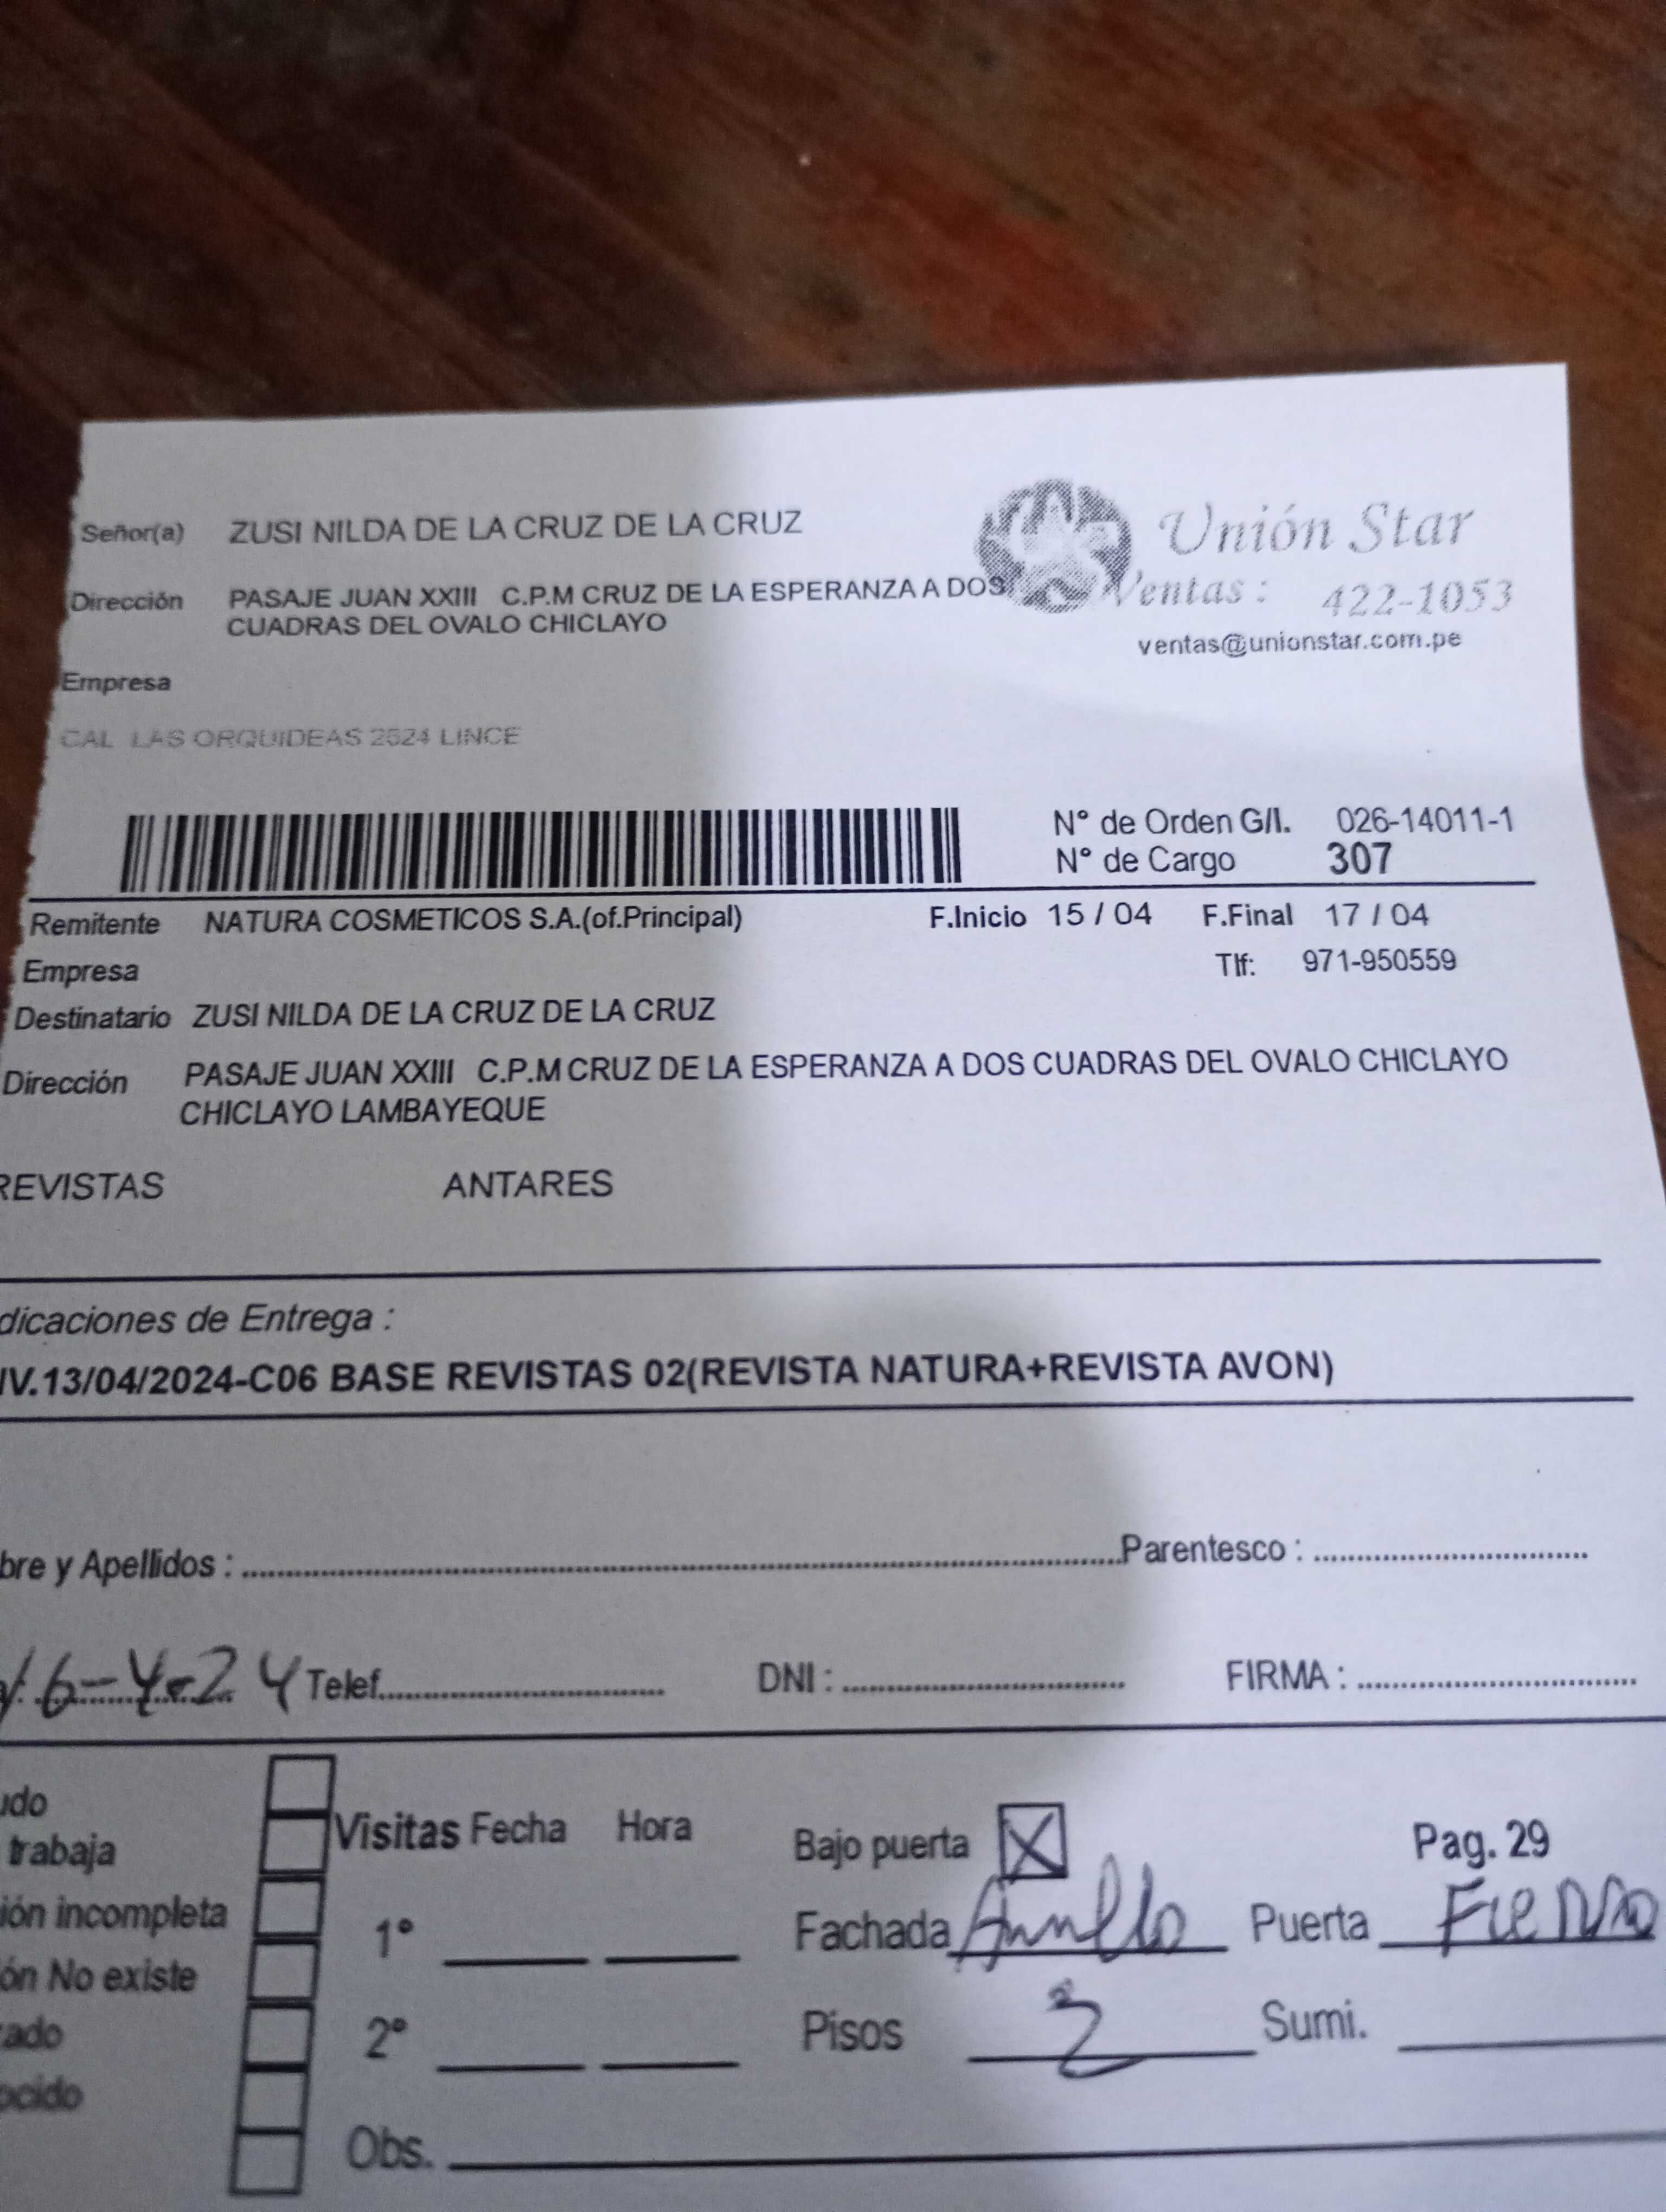 Señor(a) ZUSI NILDA DE LA CRUZ DE LA CRUZ
Unión Star
Dirección PASAJE JUAN XXIII C.P.M CRUZ DE LA ESPERANZA A DOS
CUADRAS DEL OVALO CHICLAYO
Ventas : 422-1053
ventas@unionstar.com.pe
Empresa
CAL LAS ORQUIDEAS 2524 LINCE
N° de Orden G/I. 026-14011-1
N° de Cargo 307
Remitente NATURA COSMETICOS S.A.(of.Principal) F.Inicio 15 / 04 F.Final 17 / 04
Empresa Tlf: 971-950559
Destinatario ZUSI NILDA DE LA CRUZ DE LA CRUZ
Dirección PASAJE JUAN XXIII C.P.M CRUZ DE LA ESPERANZA A DOS CUADRAS DEL OVALO CHICLAYO
CHICLAYO LAMBAYEQUE
REVISTAS ANTARES
dicaciones de Entrega :
IV.13/04/2024-C06 BASE REVISTAS 02(REVISTA NATURA+REVISTA AVON)
bre y Apellidos : Parentesco :
16-4-24 Telef. DNI : FIRMA :
udo
trabaja
Visitas Fecha Hora Bajo puerta X Pag. 29
ión incompleta
1° Fachada Puerta Fierro
ón No existe
ado
2° Pisos 2 Sumi.
ocido
Obs.